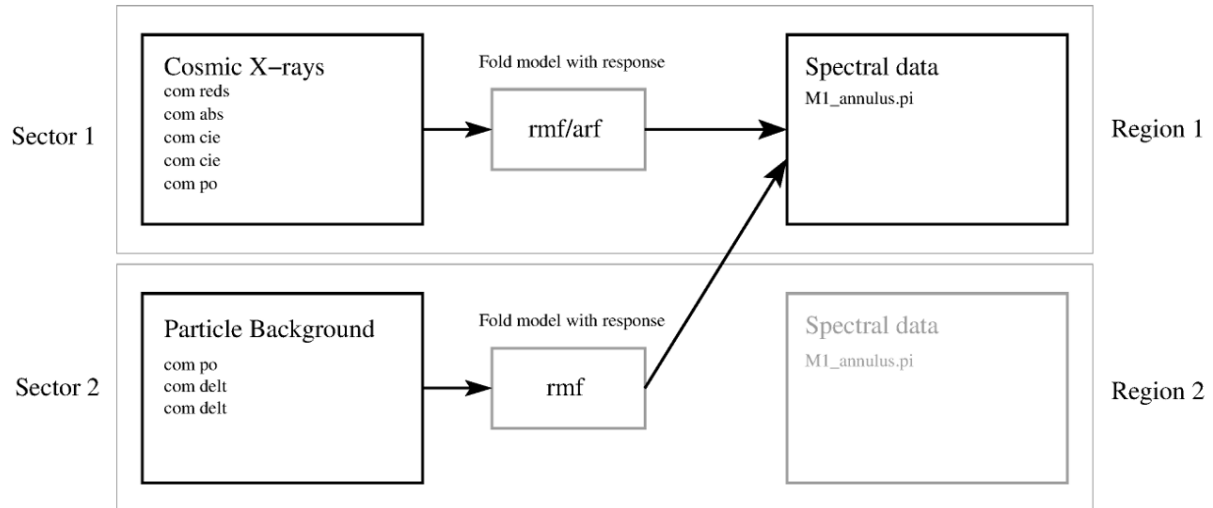 Sector 1
Cosmic X−rays
com reds
com abs
com cie
com cie
com po
Fold model with response
rmf/arf
Spectral data
M1_annulus.pi
Region 1
Sector 2
Particle Background
com po
com delt
com delt
Fold model with response
rmf
Spectral data
M1_annulus.pi
Region 2